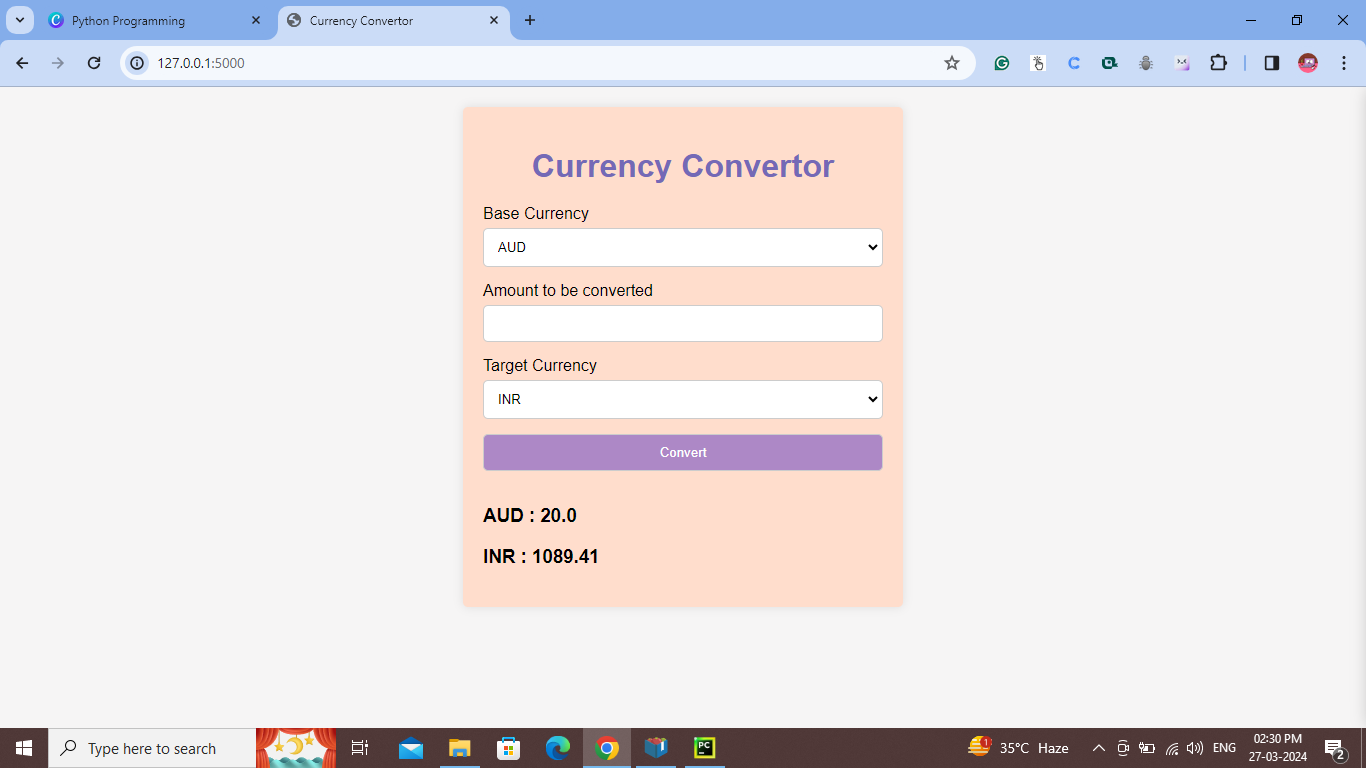 Python Programming
Currency Convertor
127.0.0.1:5000
Currency Convertor
Base Currency
AUD
Amount to be converted
Target Currency
INR
Convert
AUD : 20.0
INR : 1089.41
Type here to search
PC
1
35°C Haze
ENG
02:30 PM
27-03-2024
2